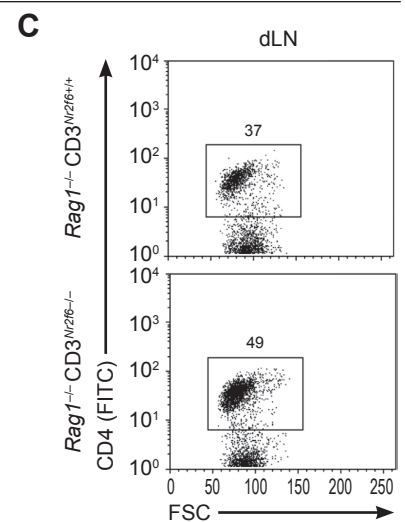 C
dLN
Rag1–/– CD3Nr2f6+/+
10⁴
10³
10²
10¹
10⁰
37
Rag1–/– CD3Nr2f6–/–
CD4 (FITC)
10⁴
10³
10²
10¹
10⁰
49
0 50 100 150 200 250
FSC